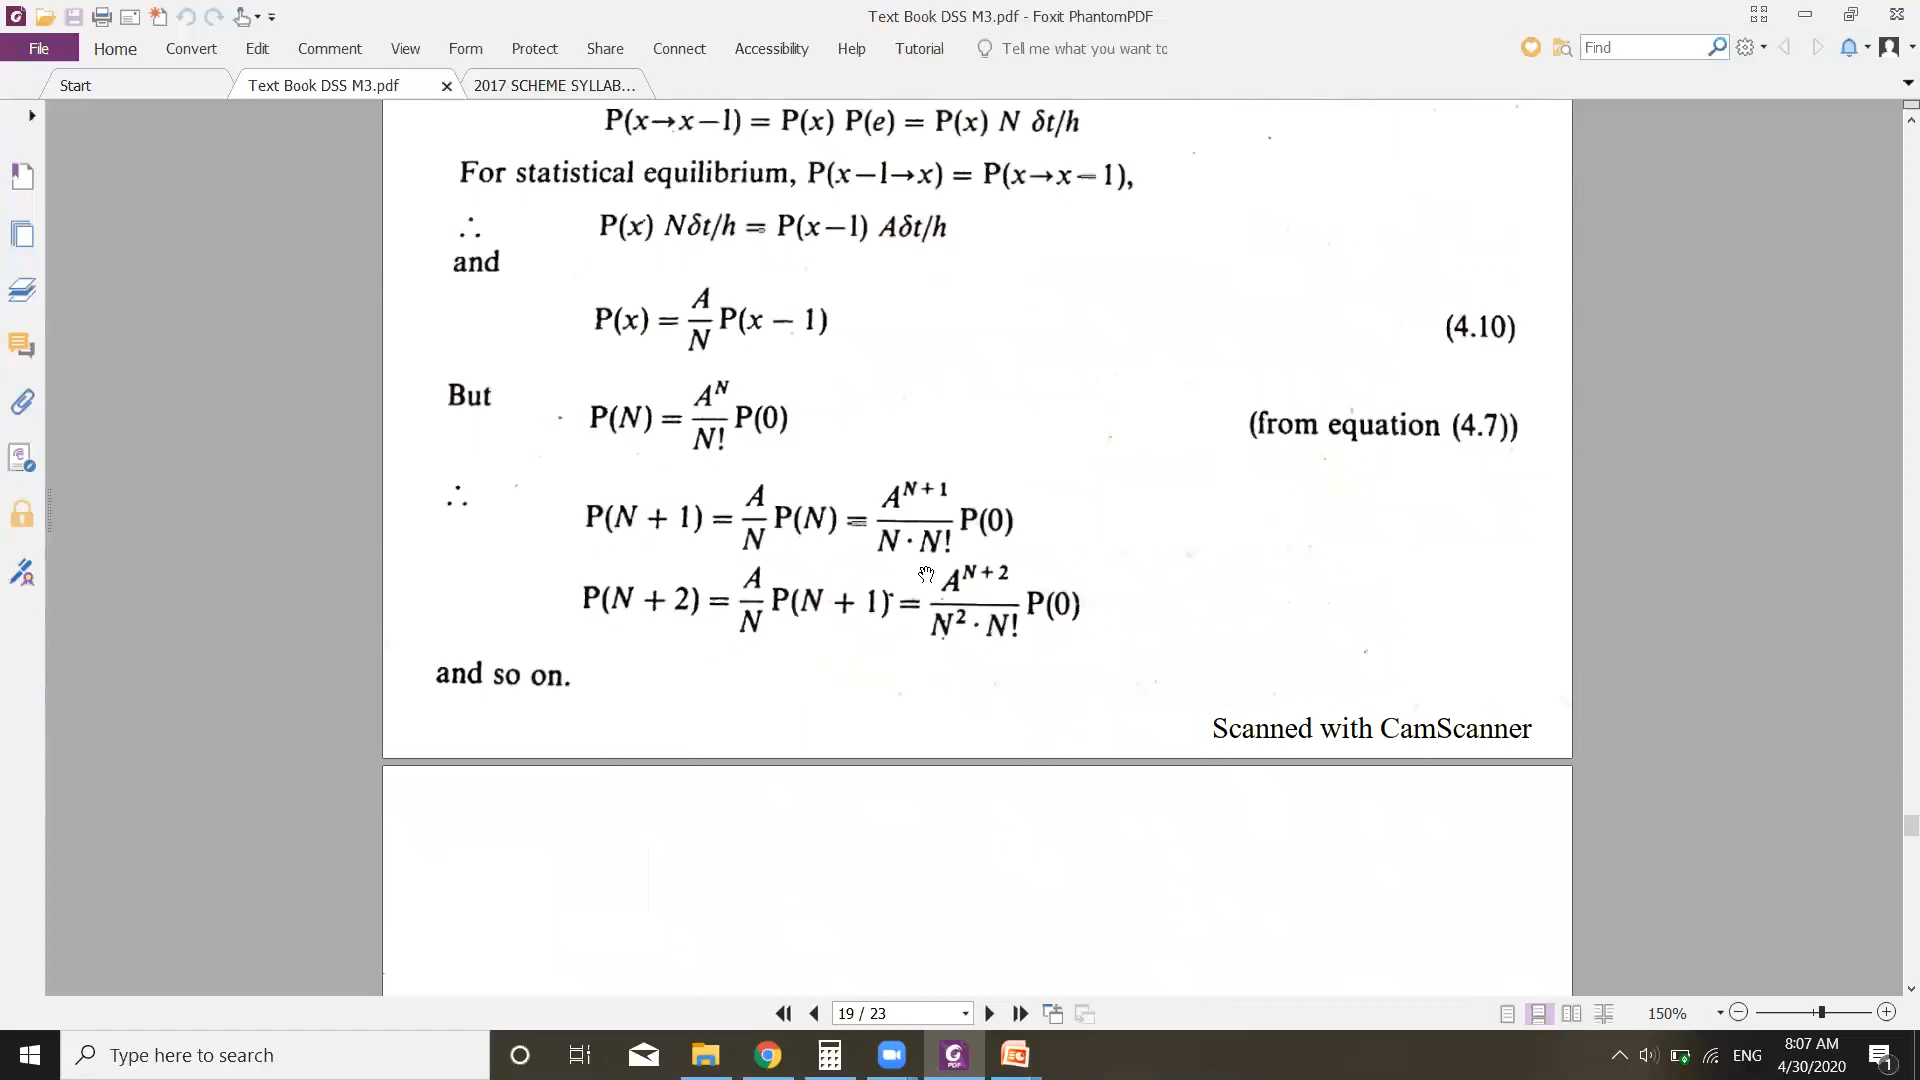 Text Book DSS M3.pdf - Foxit PhantomPDF
File Home Convert Edit Comment View Form Protect Share Connect Accessibility Help Tutorial Tell me what you want to Find
Start Text Book DSS M3.pdf 2017 SCHEME SYLLAB...
P(x→x−1) = P(x) P(e) = P(x) N δt/h
For statistical equilibrium, P(x−1→x) = P(x→x−1),
∴ P(x) Nδt/h = P(x−1) Aδt/h
and
P(x) = A/N P(x − 1) (4.10)
But P(N) = A^N/N! P(0) (from equation (4.7))
∴ P(N + 1) = A/N P(N) = A^(N+1)/(N · N!) P(0)
P(N + 2) = A/N P(N + 1) = A^(N+2)/(N² · N!) P(0)
and so on.
Scanned with CamScanner
19 / 23 150%
Type here to search ENG 8:07 AM
4/30/2020 1